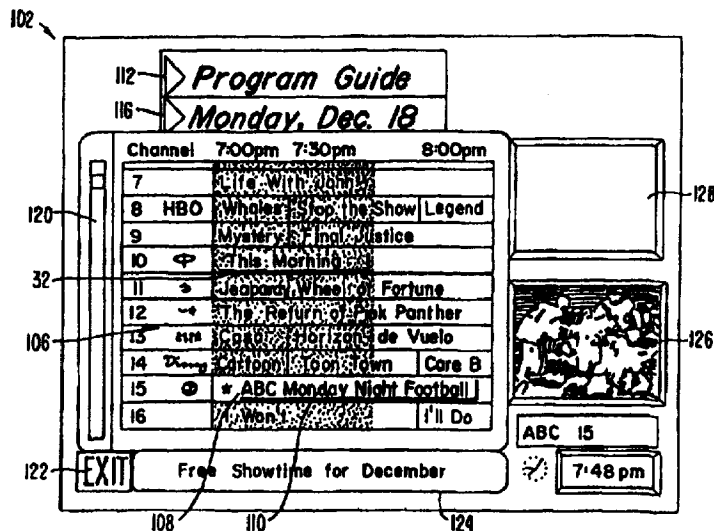 102
112
Program Guide
116
Monday, Dec. 18
Channel 7:00pm 7:30pm 8:00pm
7 Life With
120
8 HBO Whales Stop the Show Legend
128
9 Mystery Final Justice
10 This Morning
32
11 Jeopardy Wheel of Fortune
12 The Return of Pink Panther
106
13 de Vuelo
126
14 Cartoon Toon Town Care B
15 * ABC Monday Night Football
16 I Won't I'll Do
ABC 15
122
EXIT
Free Showtime for December
7:48 pm
108
110
124